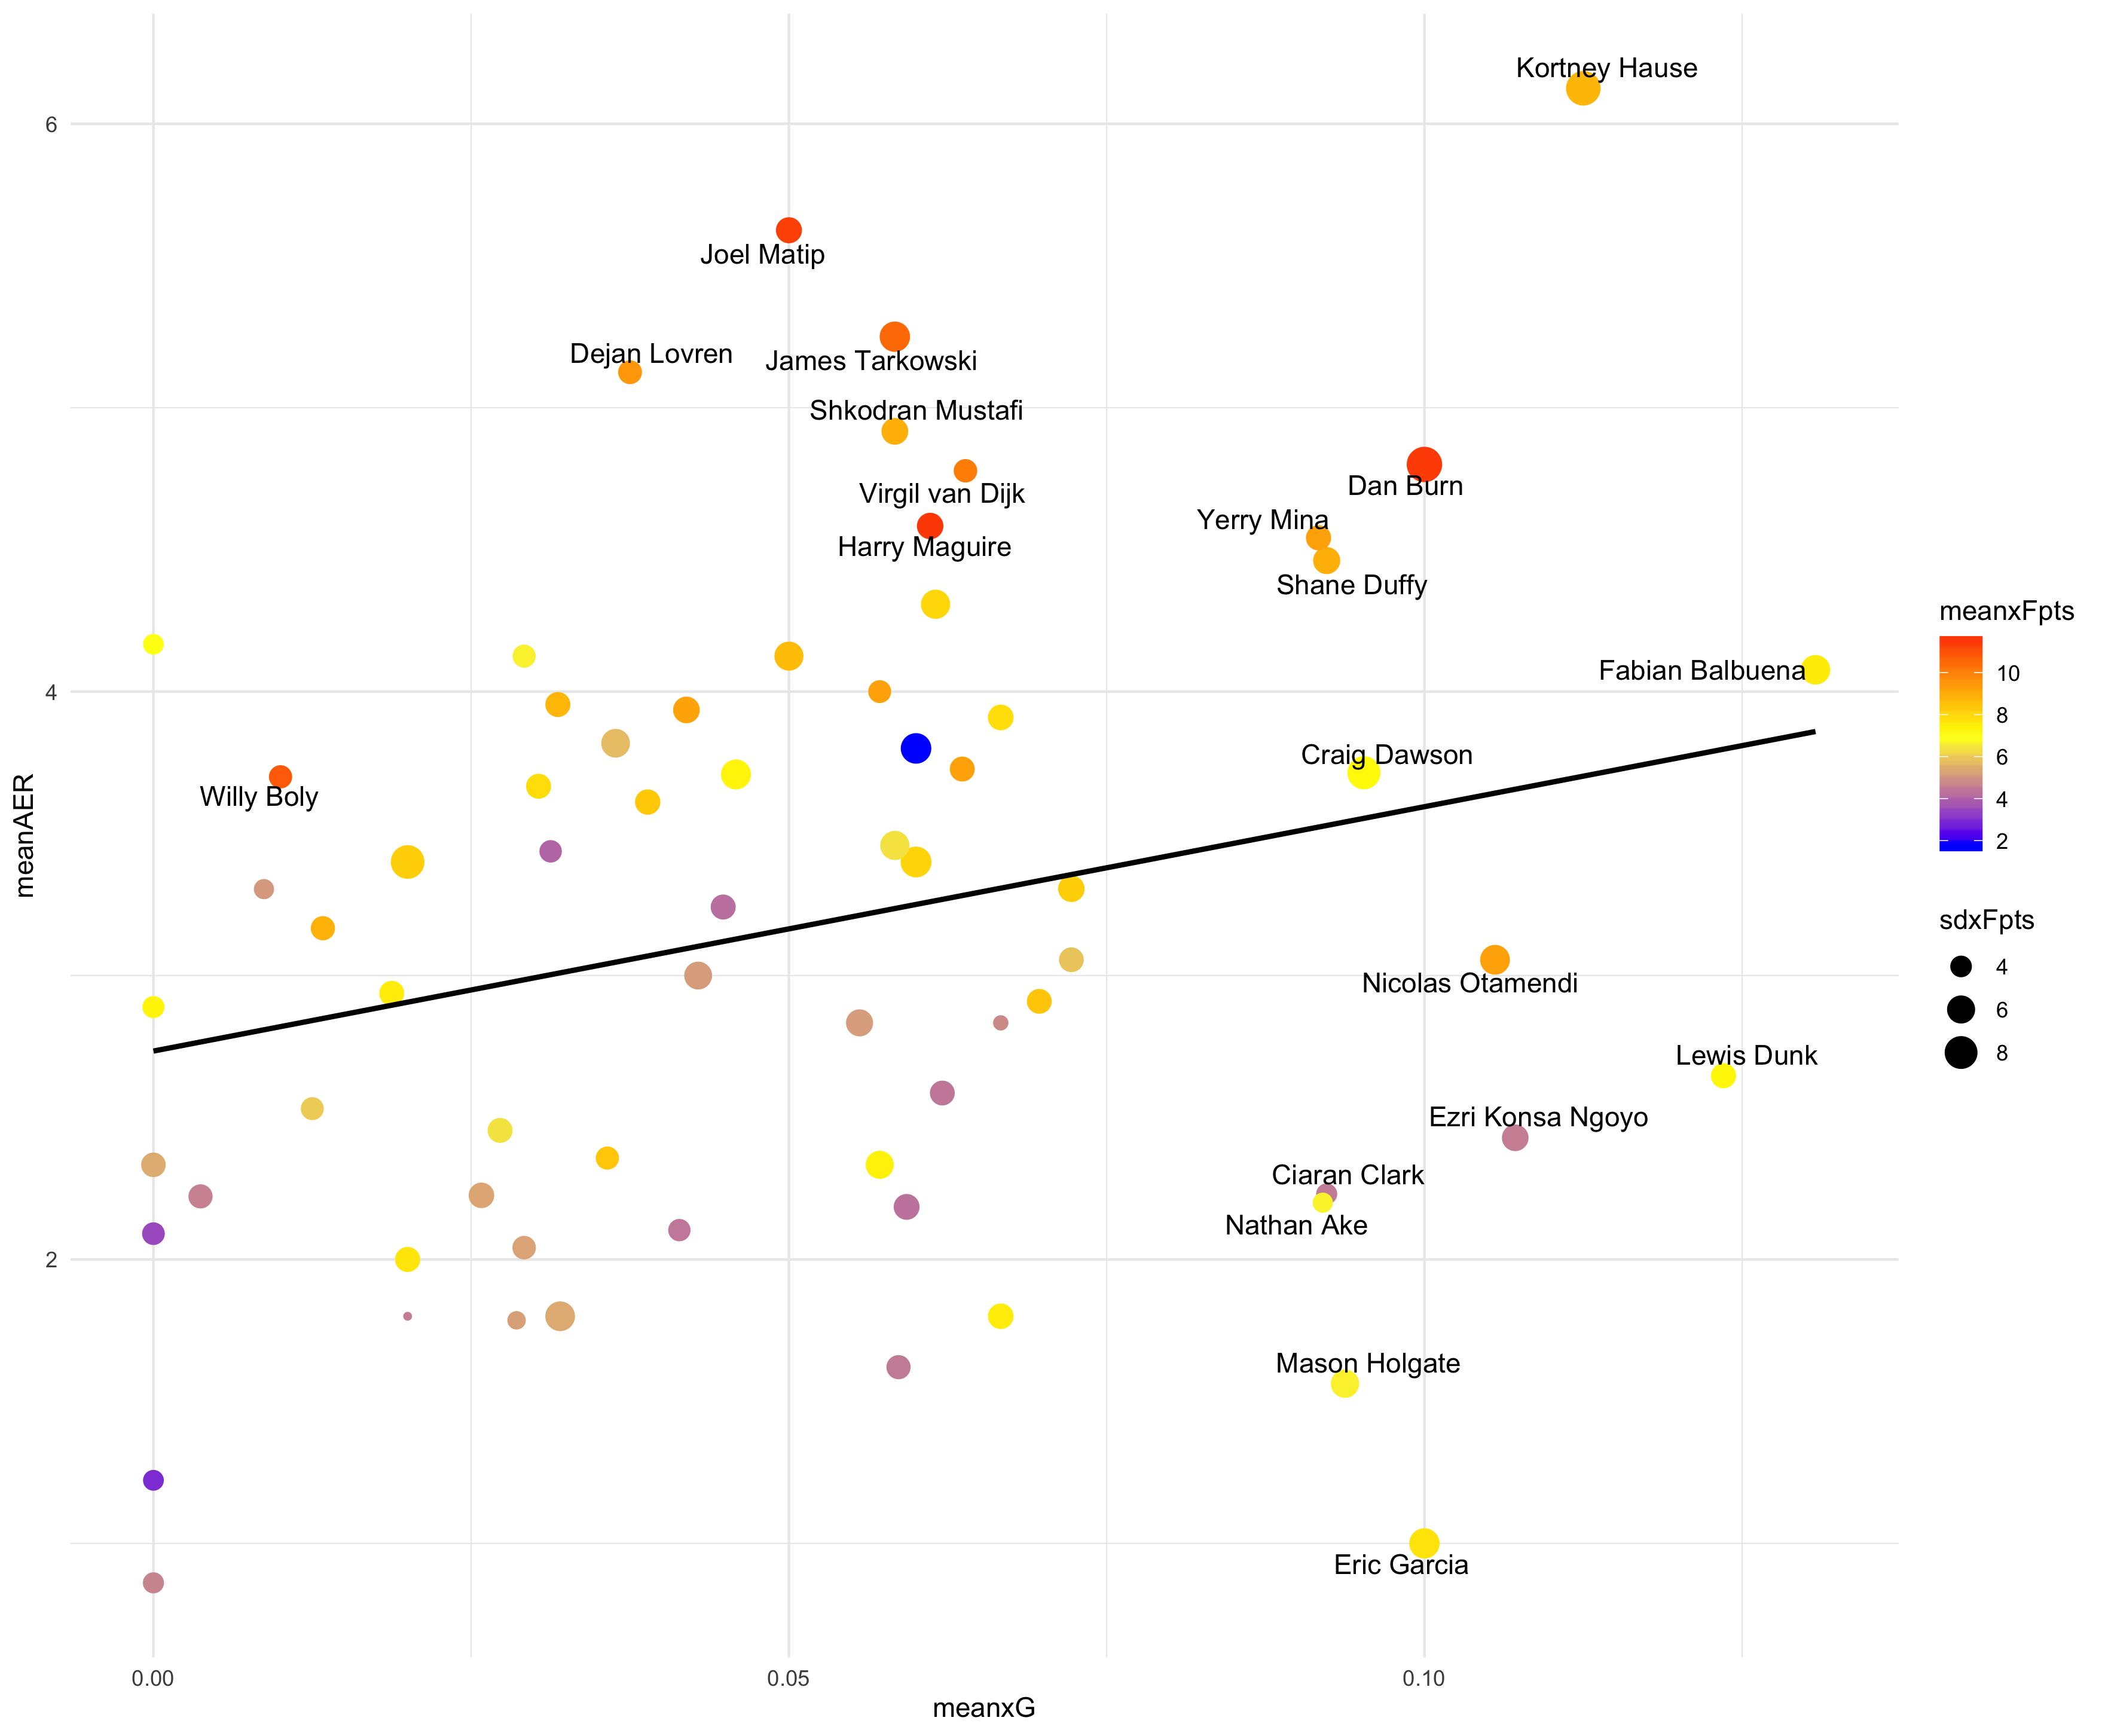 Kortney Hause
6
Joel Matip
Dejan Lovren
James Tarkowski
Shkodran Mustafi
Virgil van Dijk
Dan Burn
Yerry Mina
Harry Maguire
Shane Duffy
meanxFpts
10
8
6
4
2
Fabian Balbuena
4
Craig Dawson
Willy Boly
meanAER
sdxFpts
4
6
8
Nicolas Otamendi
Lewis Dunk
Ezri Konsa Ngoyo
Ciaran Clark
Nathan Ake
2
Mason Holgate
Eric Garcia
0.00
0.05
0.10
meanxG